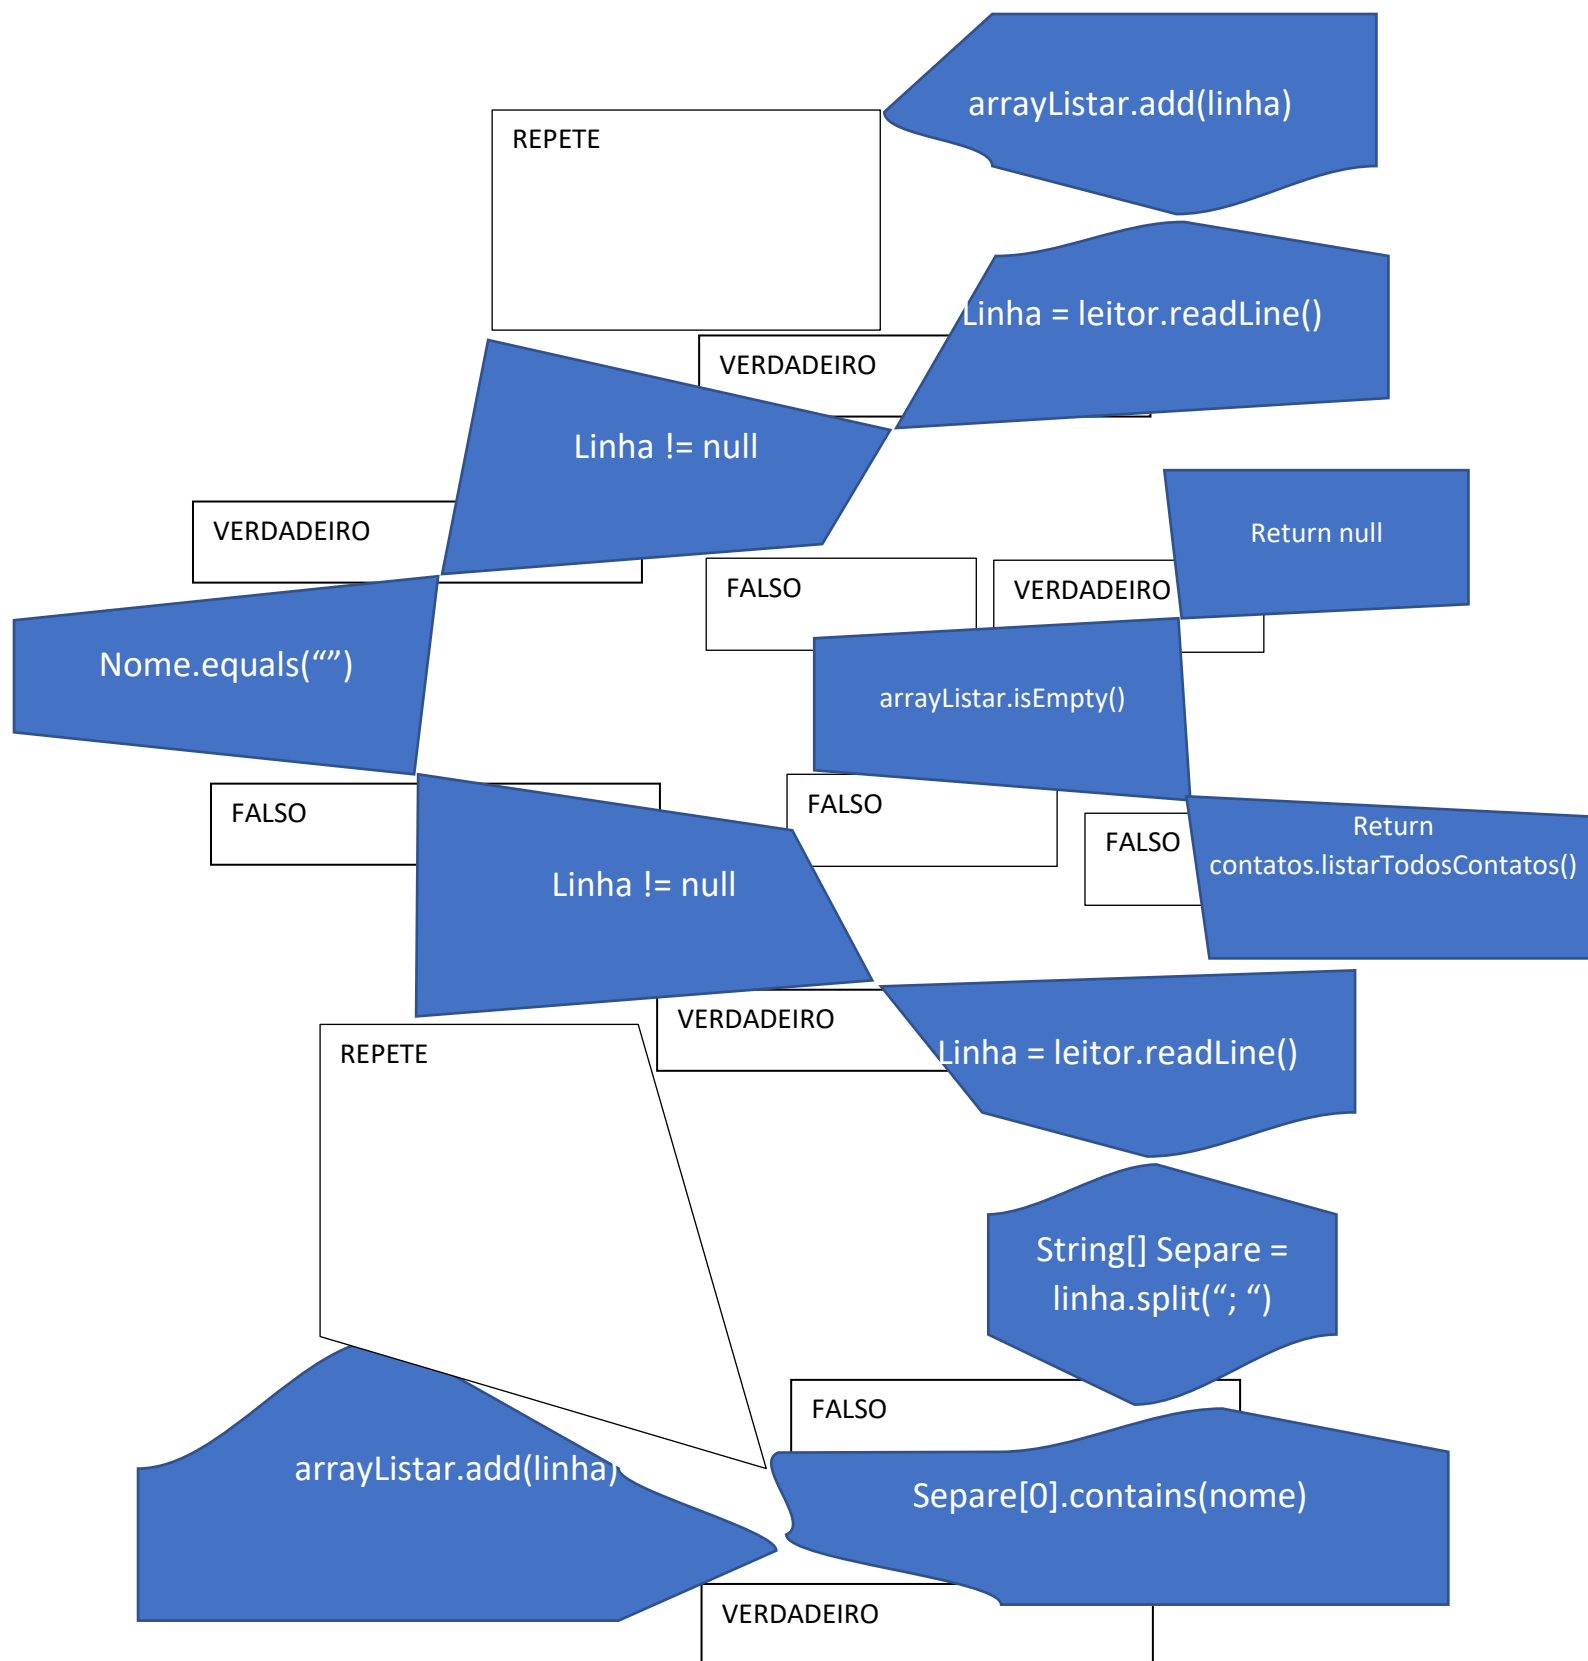 arrayListar.add(linha)
REPETE
Linha = leitor.readLine()
VERDADEIRO
Linha != null
VERDADEIRO
Return null
FALSO
VERDADEIRO
Nome.equals(“”)
arrayListar.isEmpty()
FALSO
FALSO
FALSO
Return
contatos.listarTodosContatos()
Linha != null
VERDADEIRO
REPETE
Linha = leitor.readLine()
String[] Separe =
linha.split(“; “)
FALSO
arrayListar.add(linha)
Separe[0].contains(nome)
VERDADEIRO